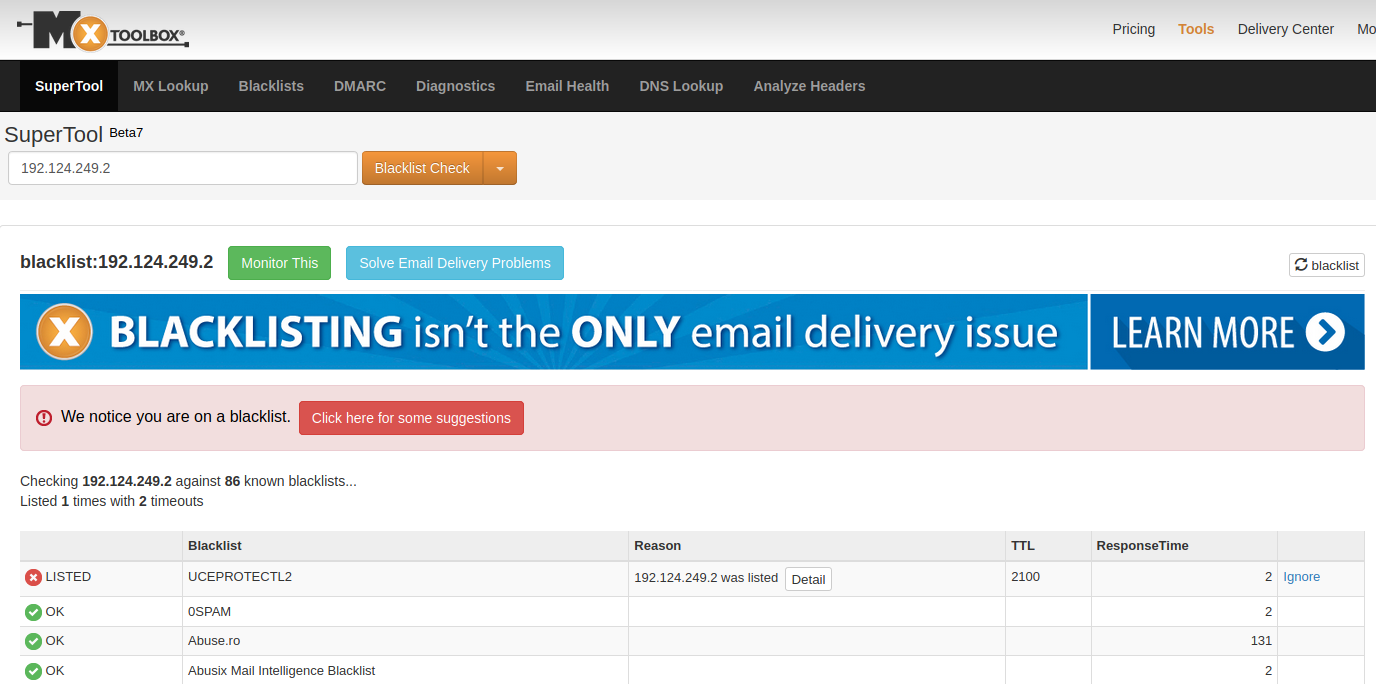 MX TOOLBOX®
Pricing Tools Delivery Center Mo
SuperTool MX Lookup Blacklists DMARC Diagnostics Email Health DNS Lookup Analyze Headers
SuperTool Beta7
192.124.249.2 Blacklist Check
blacklist:192.124.249.2 Monitor This Solve Email Delivery Problems blacklist
X BLACKLISTING isn't the ONLY email delivery issue LEARN MORE
We notice you are on a blacklist. Click here for some suggestions
Checking 192.124.249.2 against 86 known blacklists...
Listed 1 times with 2 timeouts
Blacklist Reason TTL ResponseTime
LISTED UCEPROTECTL2 192.124.249.2 was listed Detail 2100 2 Ignore
OK 0SPAM 2
OK Abuse.ro 131
OK Abusix Mail Intelligence Blacklist 2